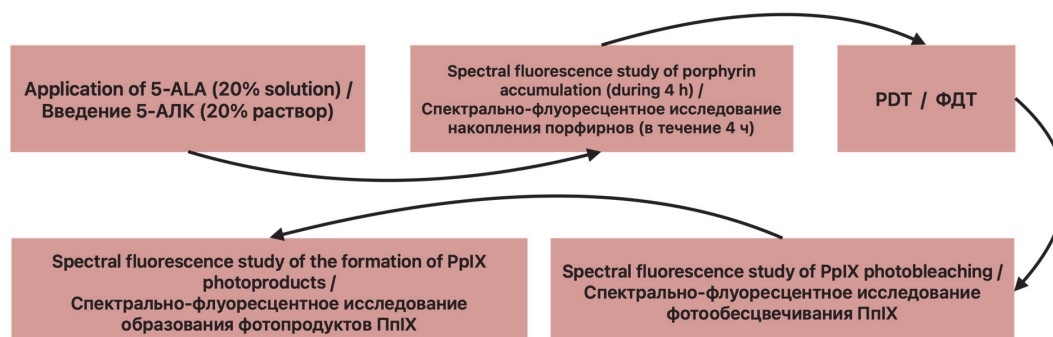 Application of 5-ALA (20% solution) /
Введение 5-АЛК (20% раствор)
Spectral fluorescence study of porphyrin
accumulation (during 4 h) /
Спектрально-флуоресцентное исследование
накопления порфирнов (в течение 4 ч)
PDT / ФДТ
Spectral fluorescence study of the formation of PpIX
photoproducts /
Спектрально-флуоресцентное исследование
образования фотопродуктов ПпIX
Spectral fluorescence study of PpIX photobleaching /
Спектрально-флуоресцентное исследование
фотообесцвечивания ПпIX